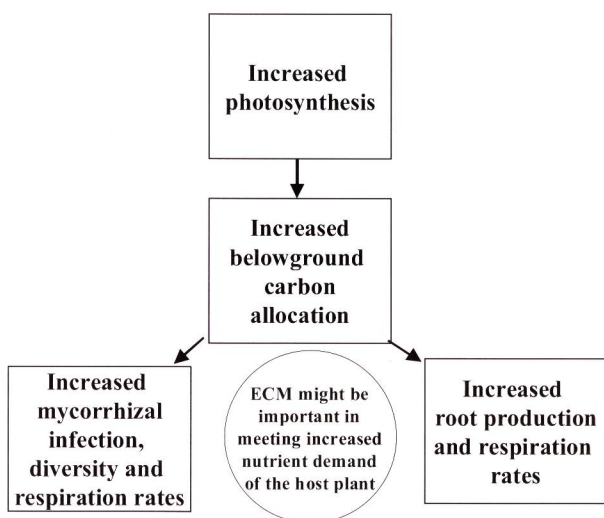 Increased
photosynthesis
Increased
belowground
carbon
allocation
Increased
mycorrhizal
infection,
diversity and
respiration rates
ECM might be
important in
meeting increased
nutrient demand
of the host plant
Increased
root production
and respiration
rates